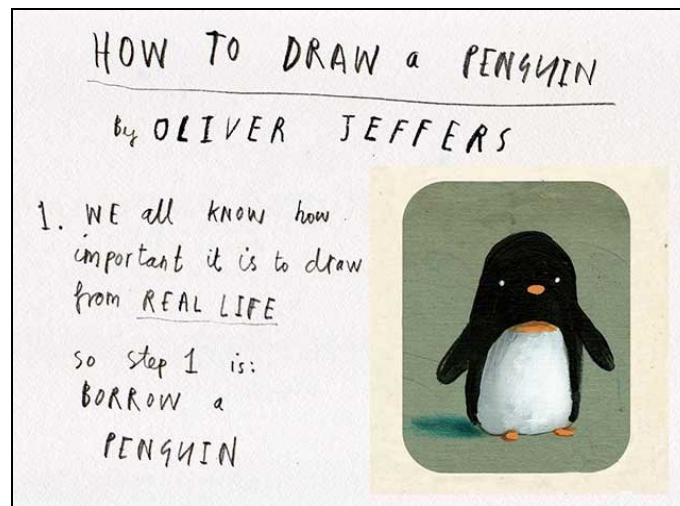 HOW TO DRAW a PENGUIN
By OLIVER JEFFERS
1. WE all KNOW how
important it is to draw
from REAL LIFE
so step 1 is:
BORROW a
PENGUIN